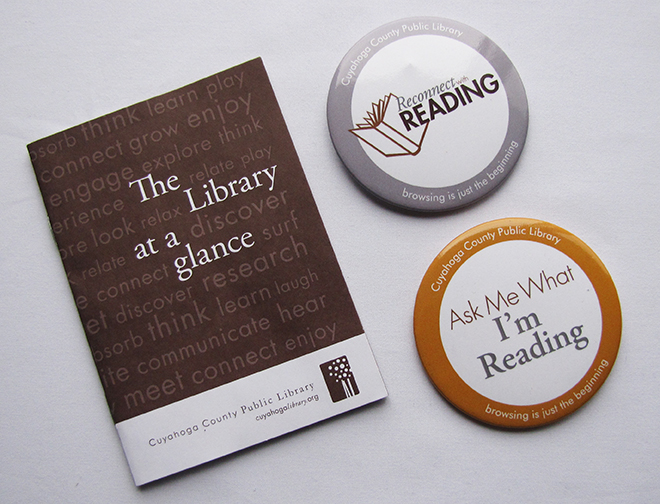 think learn play
connect grow enjoy
engage explore think
relate play
look relax discover
relate surf
connect
discover research
think learn laugh
communicate hear
meet connect enjoy
The
Library
at a
glance
Cuyahoga County Public Library
cuyahogalibrary.org
Cuyahoga County Public Library
Reconnect with
READING
browsing is just the beginning
Cuyahoga County Public Library
Ask Me What
I'm
Reading
browsing is just the beginning